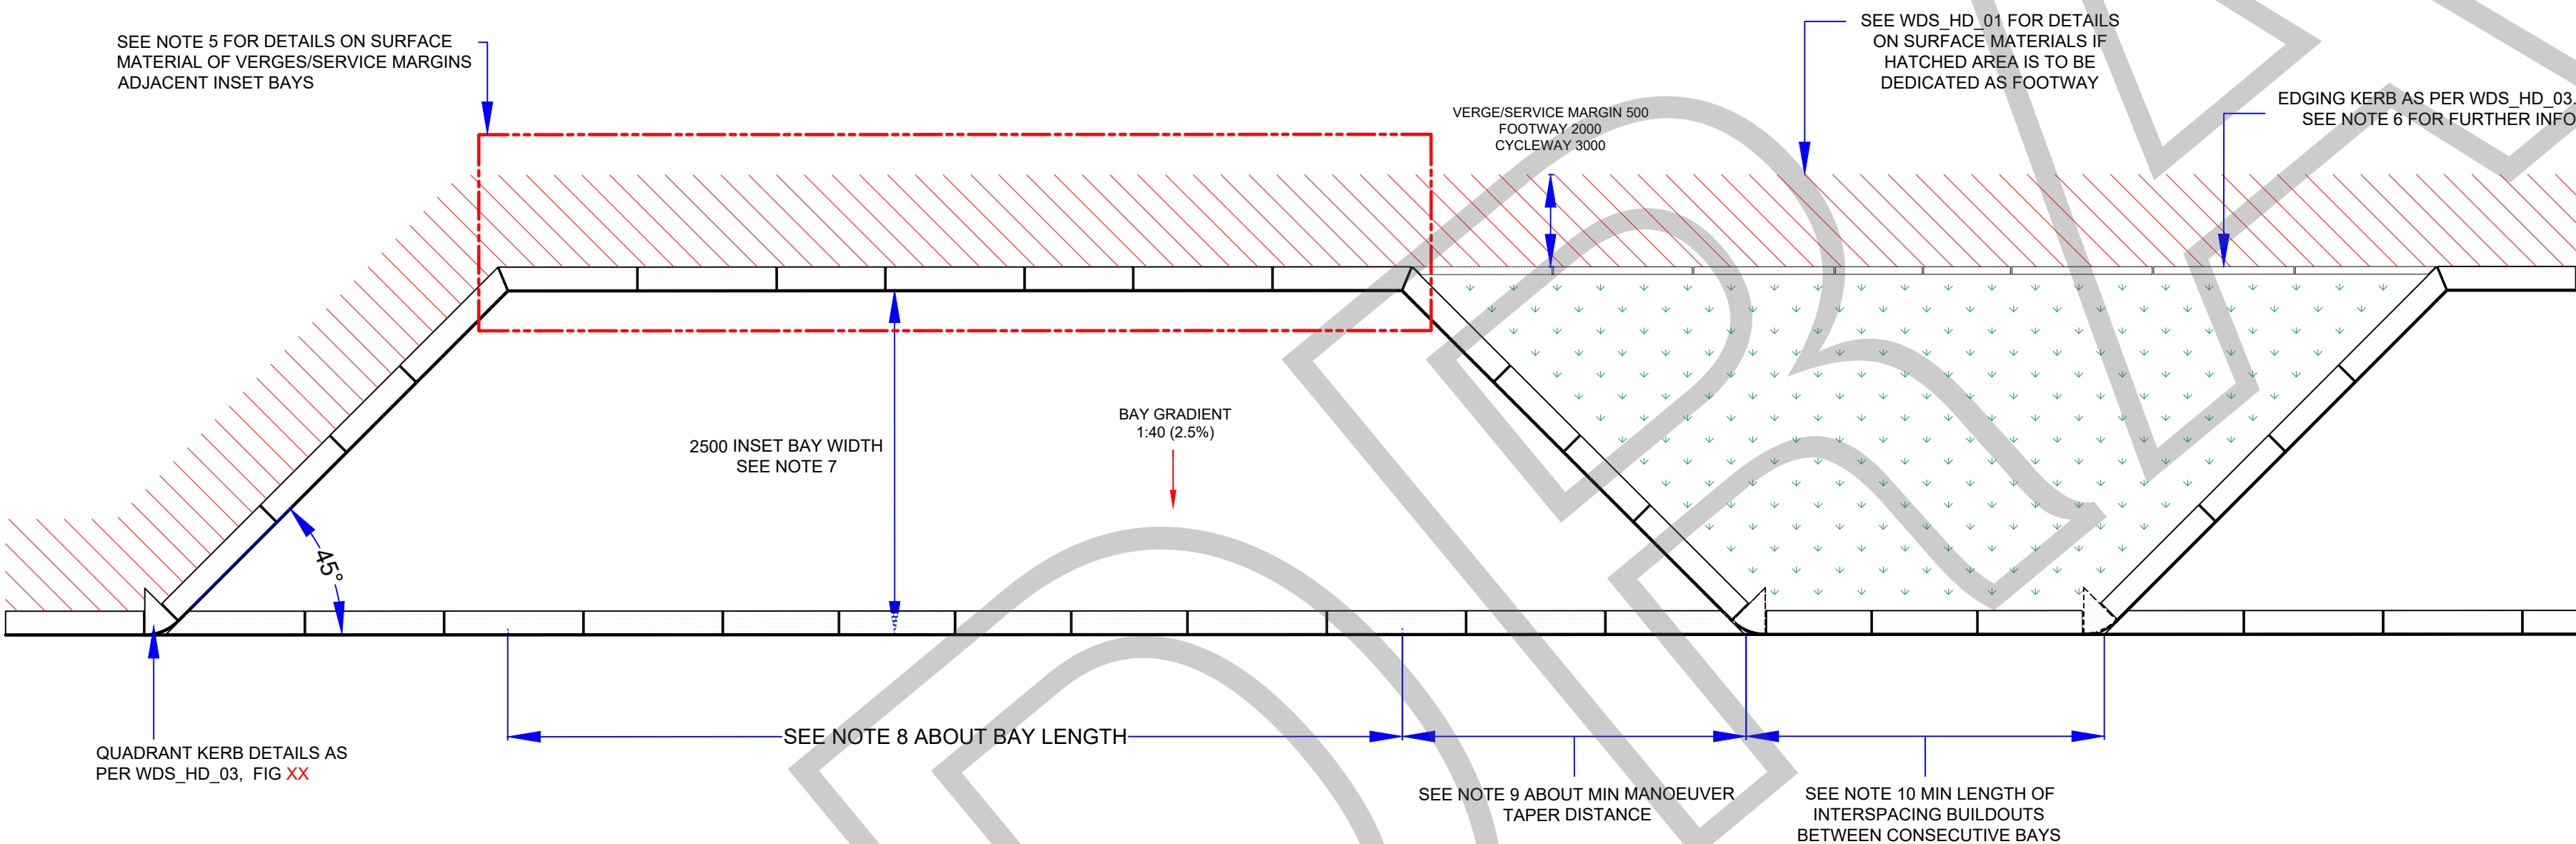 SEE NOTE 5 FOR DETAILS ON SURFACE
MATERIAL OF VERGES/SERVICE MARGINS
ADJACENT INSET BAYS
SEE WDS_HD_01 FOR DETAILS
ON SURFACE MATERIALS IF
HATCHED AREA IS TO BE
DEDICATED AS FOOTWAY
EDGING KERB AS PER WDS_HD_03.
SEE NOTE 6 FOR FURTHER INFO
VERGE/SERVICE MARGIN 500
FOOTWAY 2000
CYCLEWAY 3000
2500 INSET BAY WIDTH
SEE NOTE 7
BAY GRADIENT
1:40 (2.5%)
45°
SEE NOTE 8 ABOUT BAY LENGTH
QUADRANT KERB DETAILS AS
PER WDS_HD_03, FIG XX
SEE NOTE 9 ABOUT MIN MANOEUVER
TAPER DISTANCE
SEE NOTE 10 MIN LENGTH OF
INTERSPACING BUILDOUTS
BETWEEN CONSECUTIVE BAYS